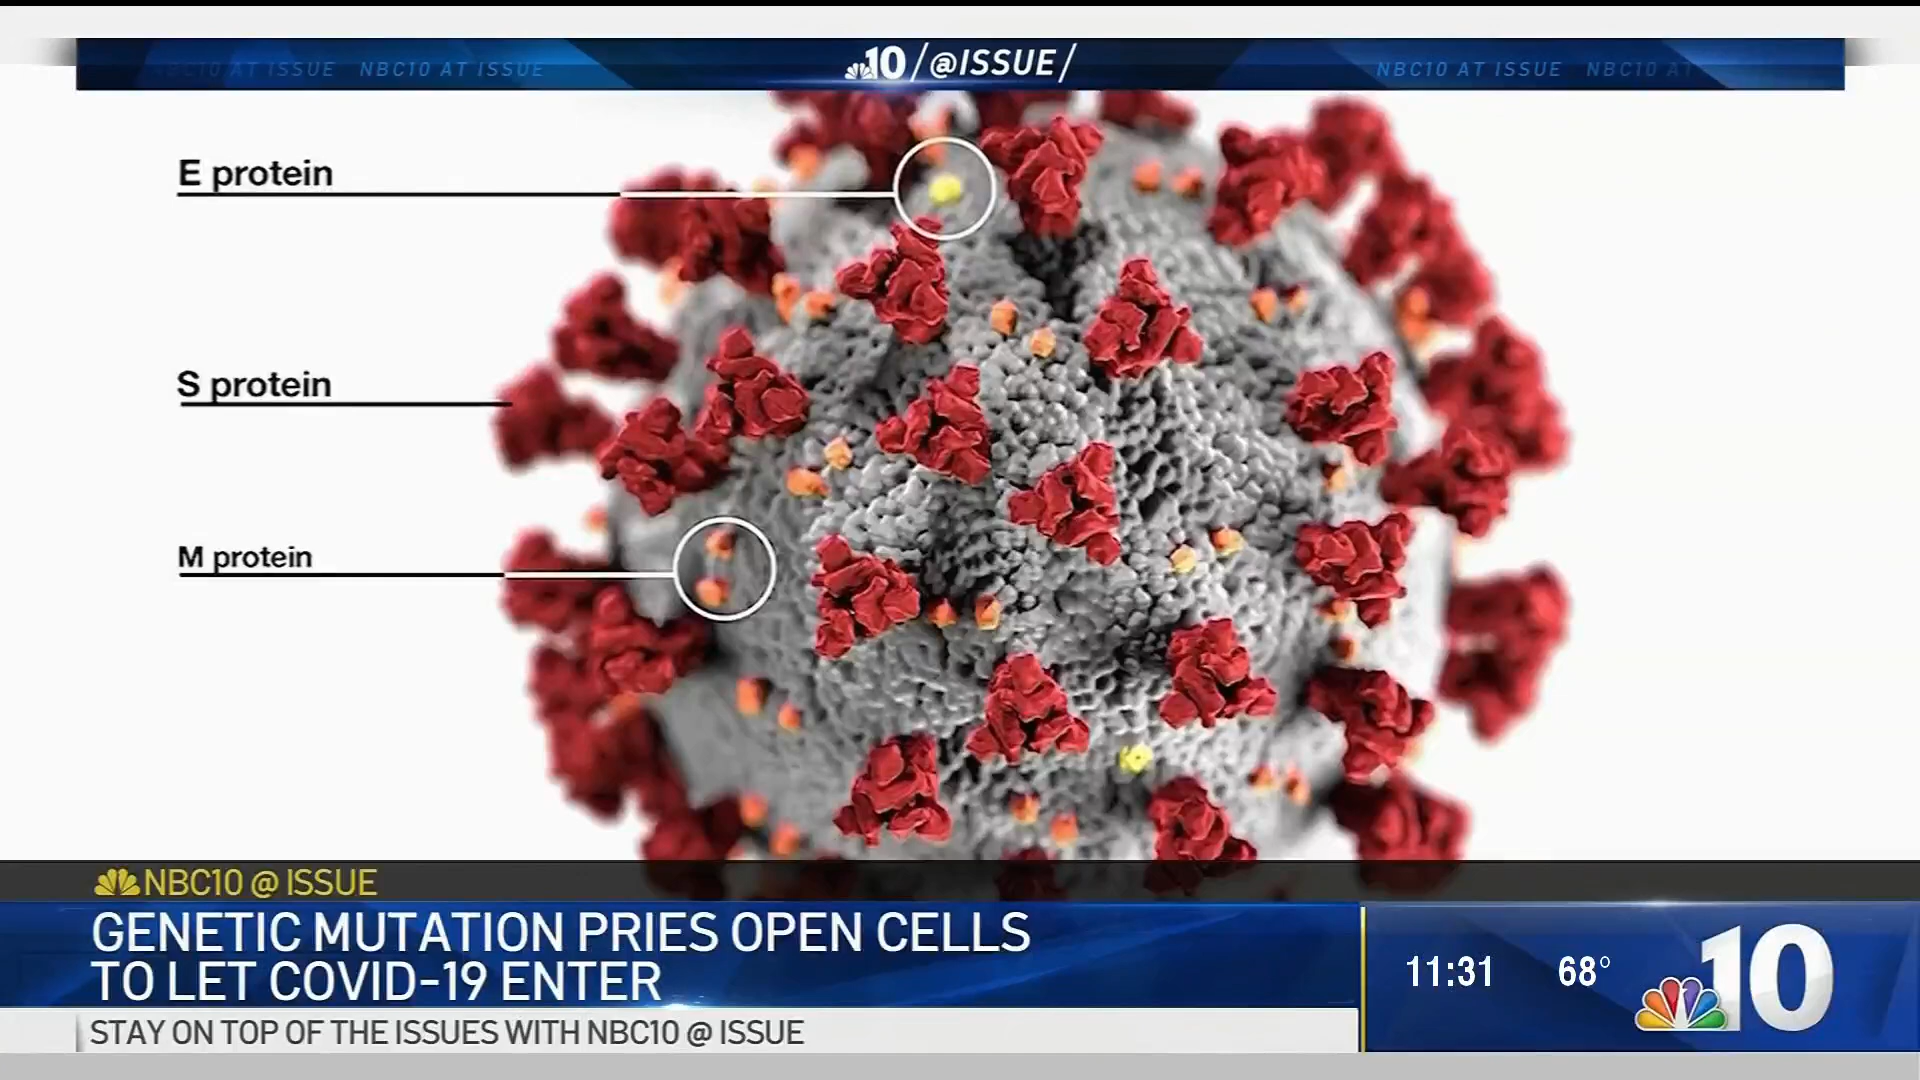 NBC10 AT ISSUE NBC10 AT ISSUE
10/@ISSUE/
NBC10 AT ISSUE NBC10 AT
E protein
S protein
M protein
NBC10 @ ISSUE
GENETIC MUTATION PRIES OPEN CELLS
TO LET COVID-19 ENTER
11:31 68°
10
STAY ON TOP OF THE ISSUES WITH NBC10 @ ISSUE